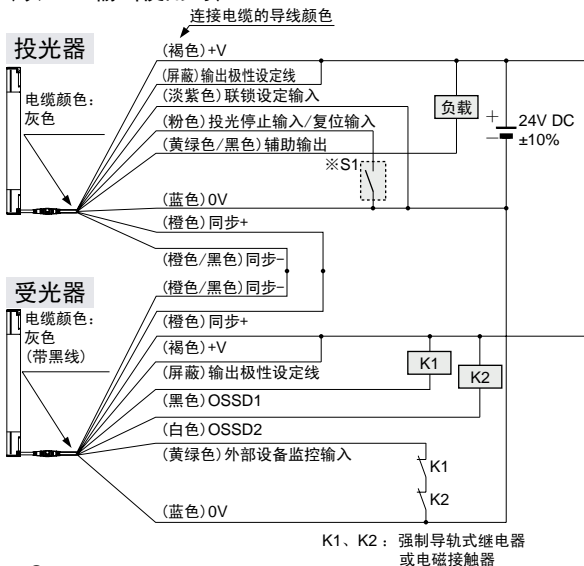 连接电缆的导线颜色
投光器
电缆颜色：
灰色
(褐色)+V
(屏蔽)输出极性设定线
(淡紫色)联锁设定输入
(粉色)投光停止输入/复位输入
(黄绿色/黑色)辅助输出
※S1
负载
+
−
24V DC
±10%
(蓝色)0V
(橙色)同步+
(橙色/黑色)同步−
(橙色/黑色)同步−
受光器
电缆颜色：
灰色
(带黑线)
(橙色)同步+
(褐色)+V
(屏蔽)输出极性设定线
(黑色)OSSD1
(白色)OSSD2
(黄绿色)外部设备监控输入
(蓝色)0V
K1
K2
K1
K2
K1、K2：强制导轨式继电器
或电磁接触器